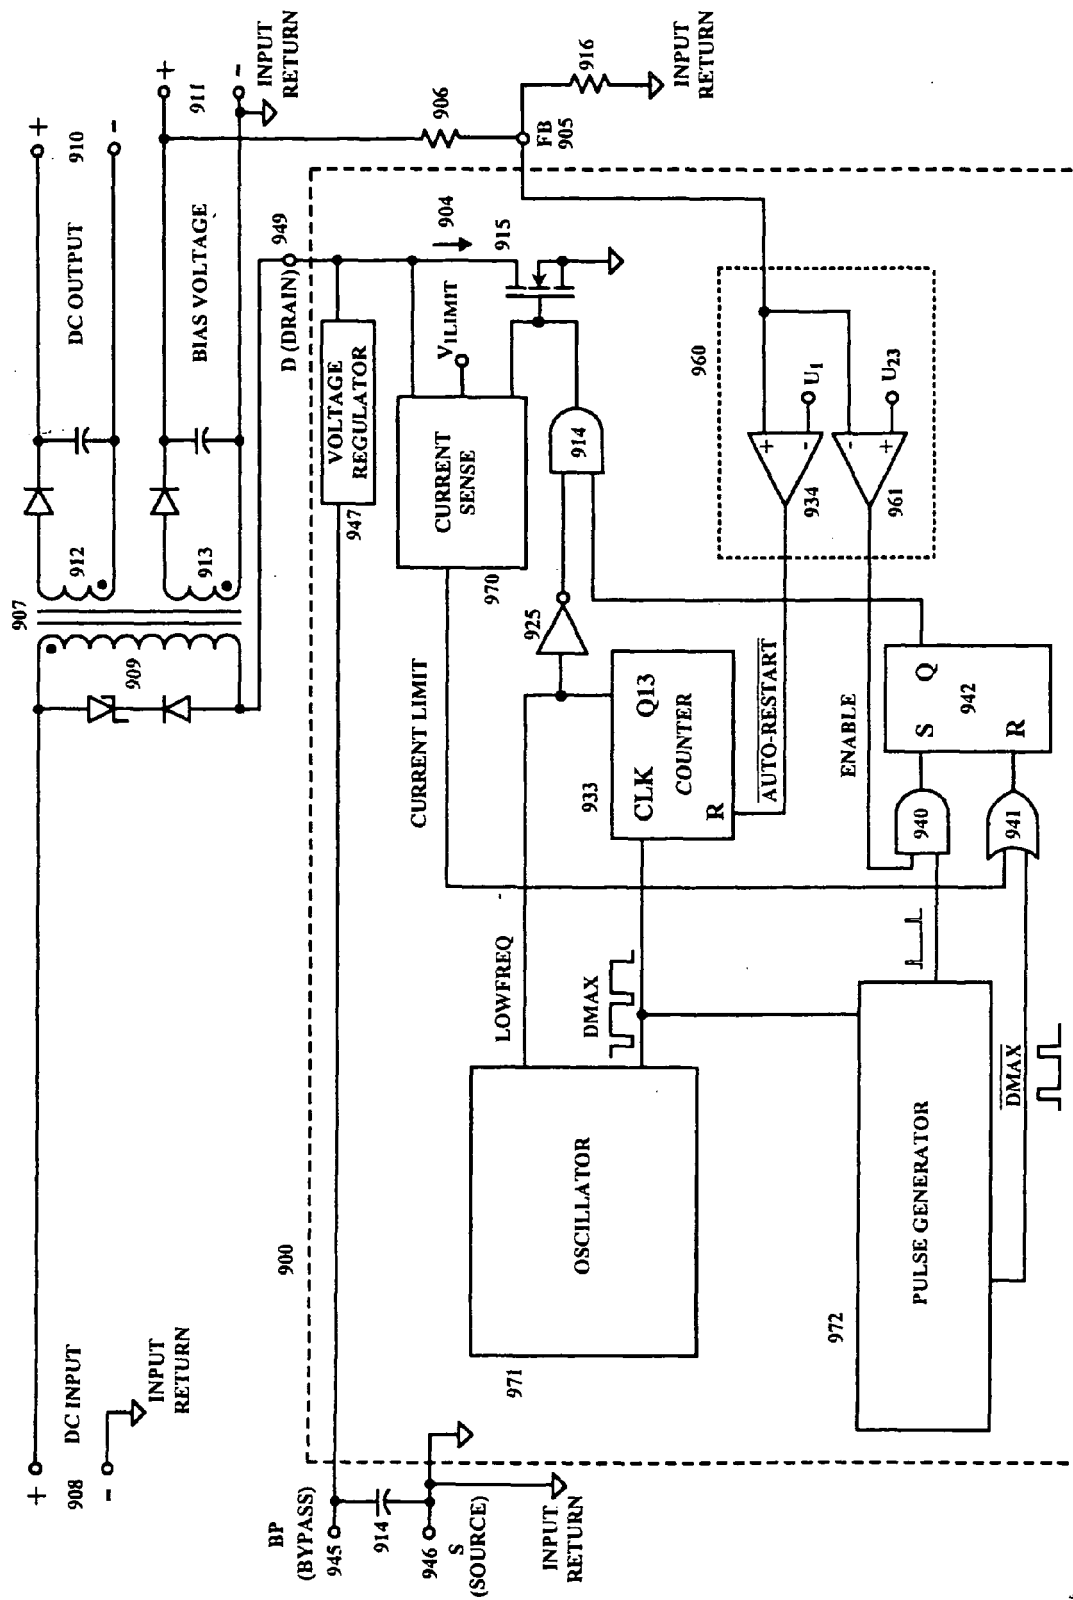 +
908
-
DC INPUT
INPUT
RETURN
907
909
912
913
+
910
-
DC OUTPUT
+
911
-
BIAS VOLTAGE
INPUT
RETURN
D (DRAIN)
949
906
FB
905
916
INPUT
RETURN
900
BP
(BYPASS)
945
914
946
S
(SOURCE)
INPUT
RETURN
VOLTAGE
REGULATOR
947
904
915
VILIMIT
CURRENT
SENSE
970
CURRENT LIMIT
914
925
LOWFREQ
933
CLK
Q13
COUNTER
R
AUTO-RESTART
960
+
-
U1
934
-
+
U23
961
ENABLE
OSCILLATOR
971
DMAX
PULSE GENERATOR
972
DMAX
940
941
S
Q
942
R